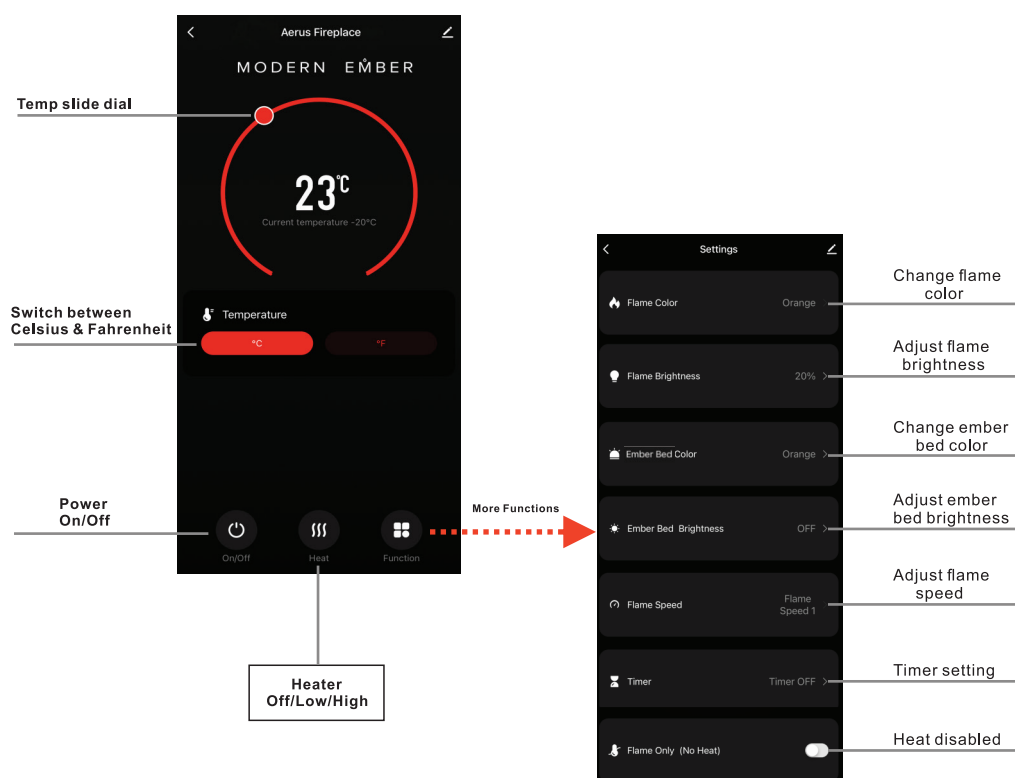 Aerus Fireplace
MODERN EMBER
Temp slide dial
23°C
Current temperature -20°C
Switch between
Celsius & Fahrenheit
Temperature
°C
°F
Power
On/Off
On/Off
Heat
Function
More Functions
Heater
Off/Low/High
Settings
Flame Color
Orange
Change flame
color
Flame Brightness
20%
Adjust flame
brightness
Ember Bed Color
Orange
Change ember
bed color
Ember Bed Brightness
OFF
Adjust ember
bed brightness
Flame Speed
Flame
Speed 1
Adjust flame
speed
Timer
Timer OFF
Timer setting
Flame Only (No Heat)
Heat disabled